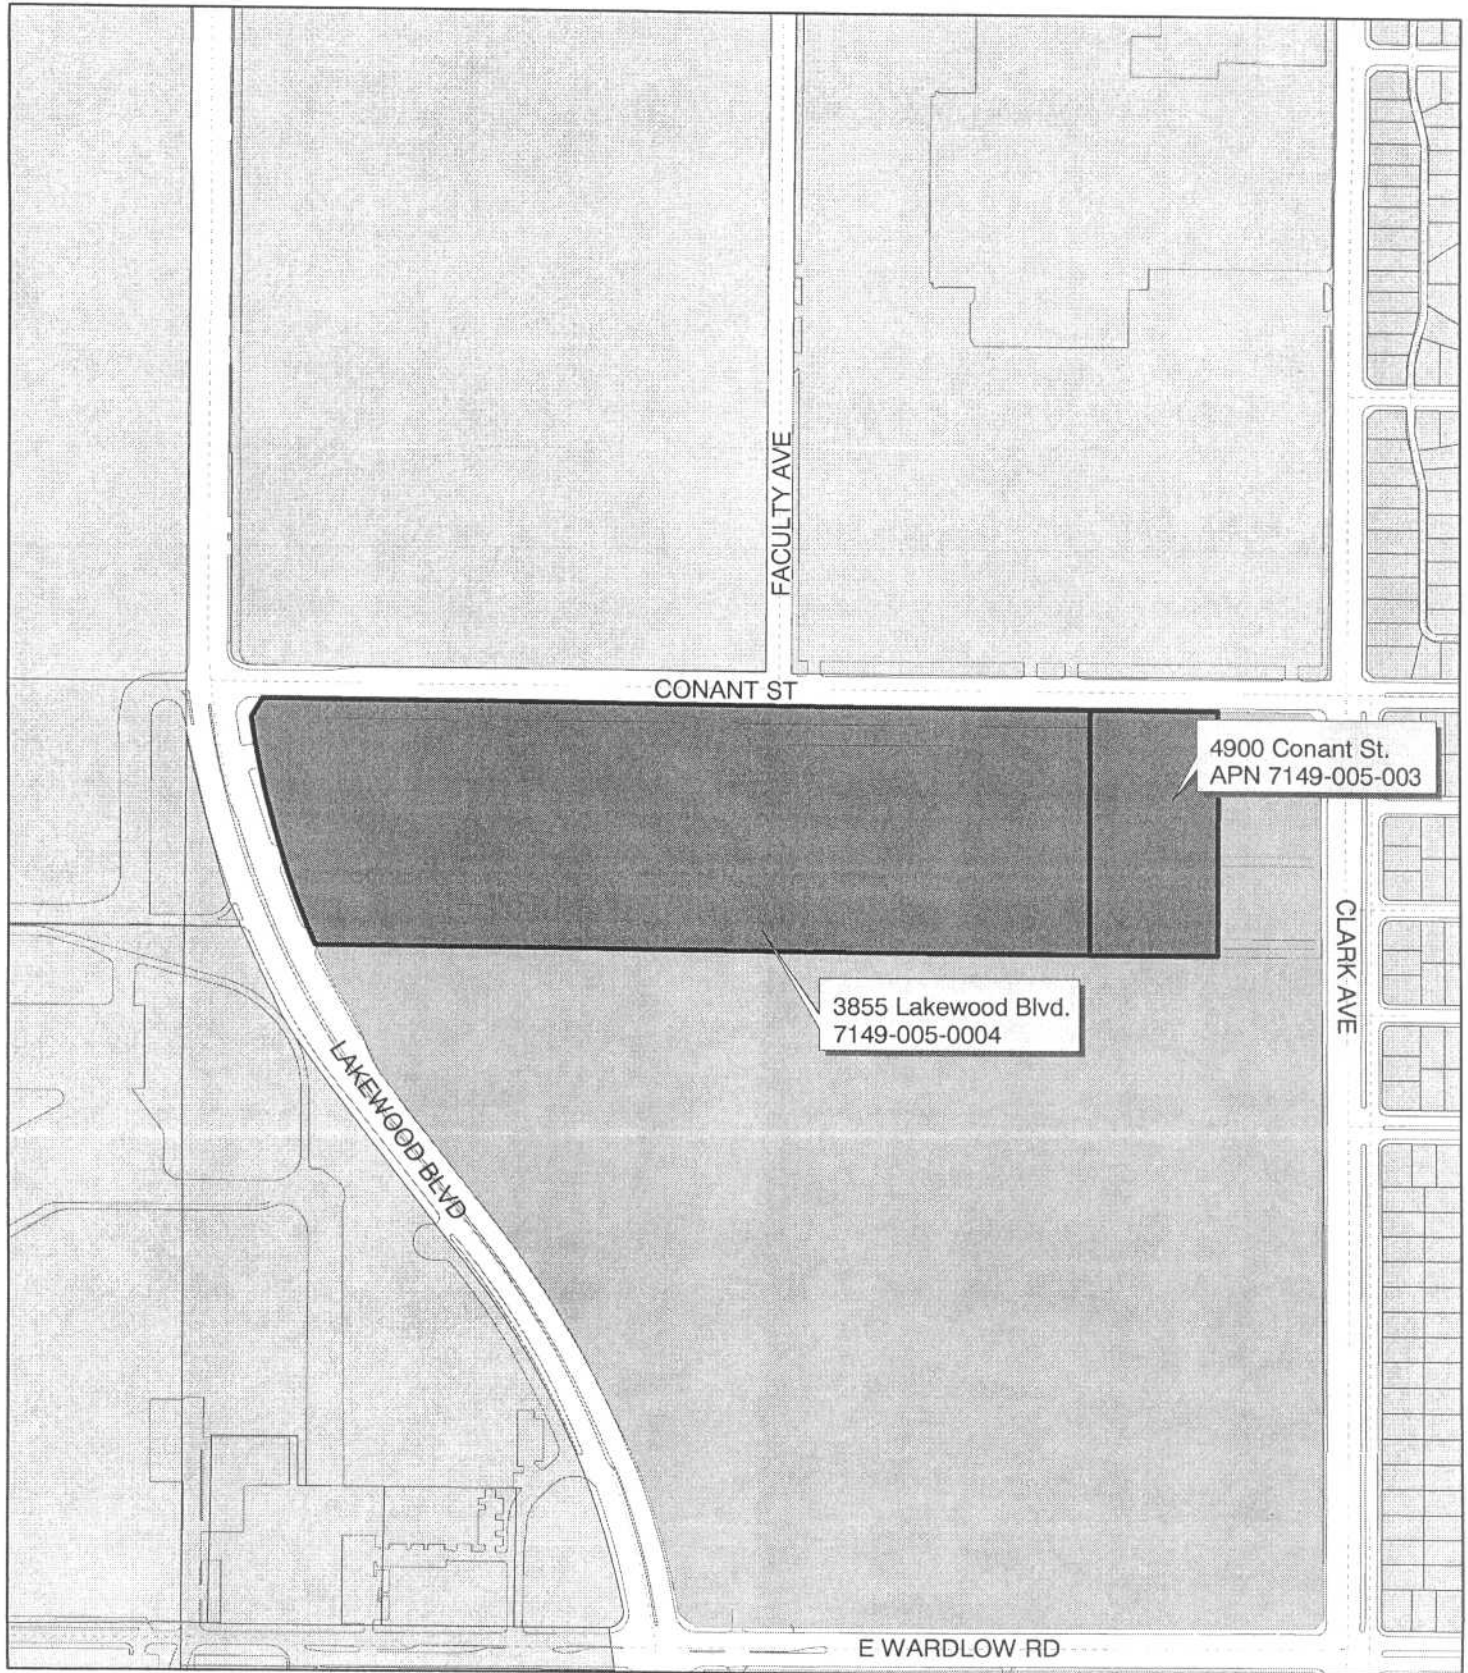 FACULTY AVE
CONANT ST
4900 Conant St.
APN 7149-005-003
CLARK AVE
3855 Lakewood Blvd.
7149-005-0004
LAKEWOOD BLVD
E WARDLOW RD